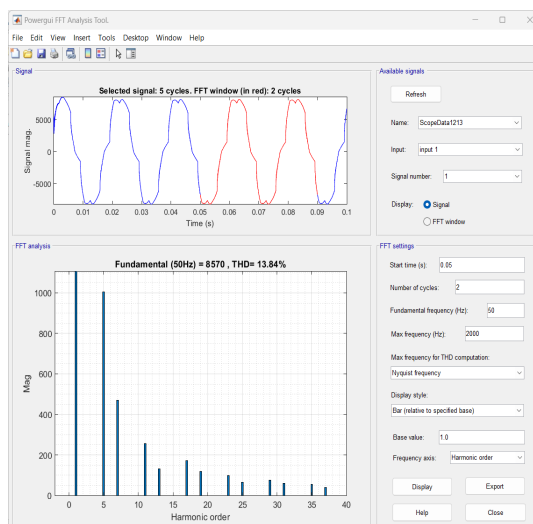 Powergui FFT Analysis Tool.
File Edit View Insert Tools Desktop Window Help
Signal
Selected signal: 5 cycles. FFT window (in red): 2 cycles
5000
0
-5000
Signal mag.
0 0.01 0.02 0.03 0.04 0.05 0.06 0.07 0.08 0.09 0.1
Time (s)
FFT analysis
Fundamental (50Hz) = 8570 , THD= 13.84%
1000
800
600
400
200
0
Mag
0 5 10 15 20 25 30 35 40
Harmonic order
Available signals
Refresh
Name: ScopeData1213
Input: input 1
Signal number: 1
Display: Signal
FFT window
FFT settings
Start time (s): 0.05
Number of cycles: 2
Fundamental frequency (Hz): 50
Max frequency (Hz): 2000
Max frequency for THD computation:
Nyquist frequency
Display style:
Bar (relative to specified base)
Base value: 1.0
Frequency axis: Harmonic order
Display Export
Help Close